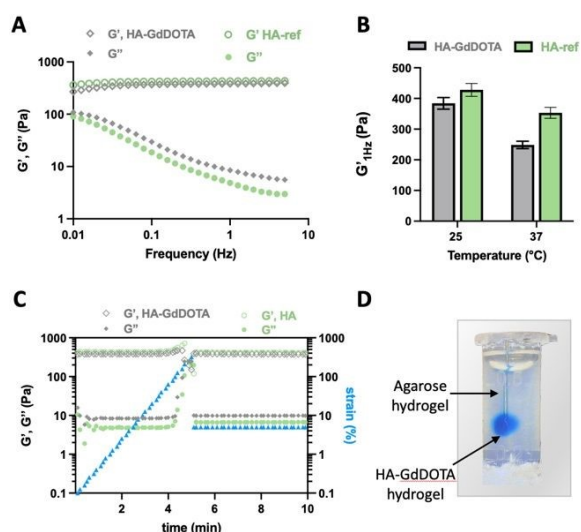 A
G', HA-GdDOTA
G' HA-ref
G''
G''
1000
100
10
1
G', G'' (Pa)
0.01
0.1
1
10
Frequency (Hz)
B
HA-GdDOTA
HA-ref
500
400
300
200
100
0
G'1Hz (Pa)
25
37
Temperature (°C)
C
G', HA-GdDOTA
G', HA
G''
G''
1000
100
10
1
0.1
G', G'' (Pa)
1000
100
10
1
0.1
strain (%)
2
4
6
8
10
time (min)
D
Agarose
hydrogel
HA-GdDOTA
hydrogel